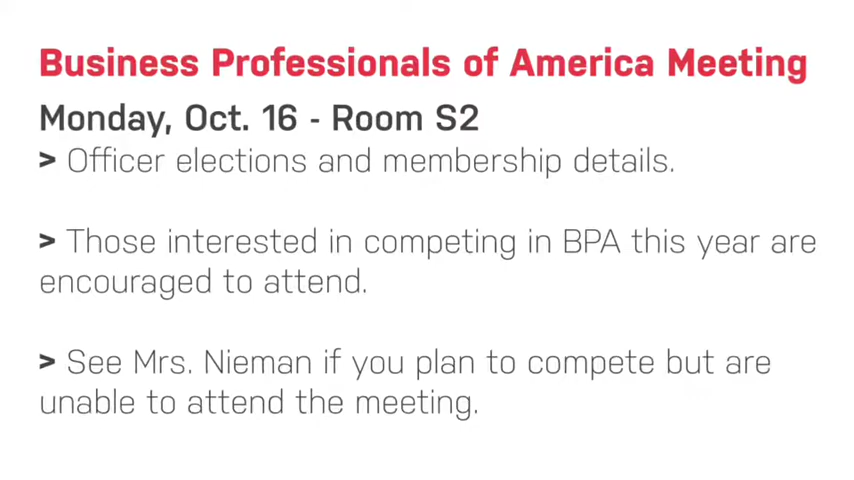 Business Professionals of America Meeting
Monday, Oct. 16 - Room S2
> Officer elections and membership details.
> Those interested in competing in BPA this year are
encouraged to attend.
> See Mrs. Nieman if you plan to compete but are
unable to attend the meeting.